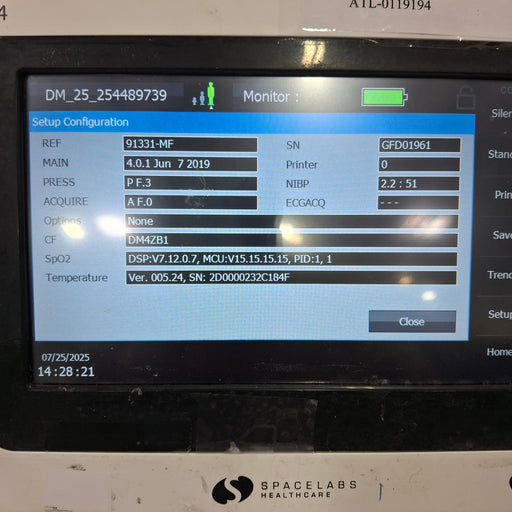 4
ATL-0119194
DM_25_254489739 Monitor :
Setup Configuration
REF 91331-MF SN GFD01961
MAIN 4.0.1 Jun 7 2019 Printer 0
PRESS P F.3 NIBP 2.2 : 51
ACQUIRE A F.0 ECGACQ ---
Options None
CF DM4ZB1
SpO2 DSP:V7.12.0.7, MCU:V15.15.15.15, PID:1, 1
Temperature Ver. 005.24, SN: 2D0000232C184F
Close
CO
Silen
Stand
Prin
Save
Trend
Setup
Home
07/25/2025
14:28:21
SPACELABS
HEALTHCARE